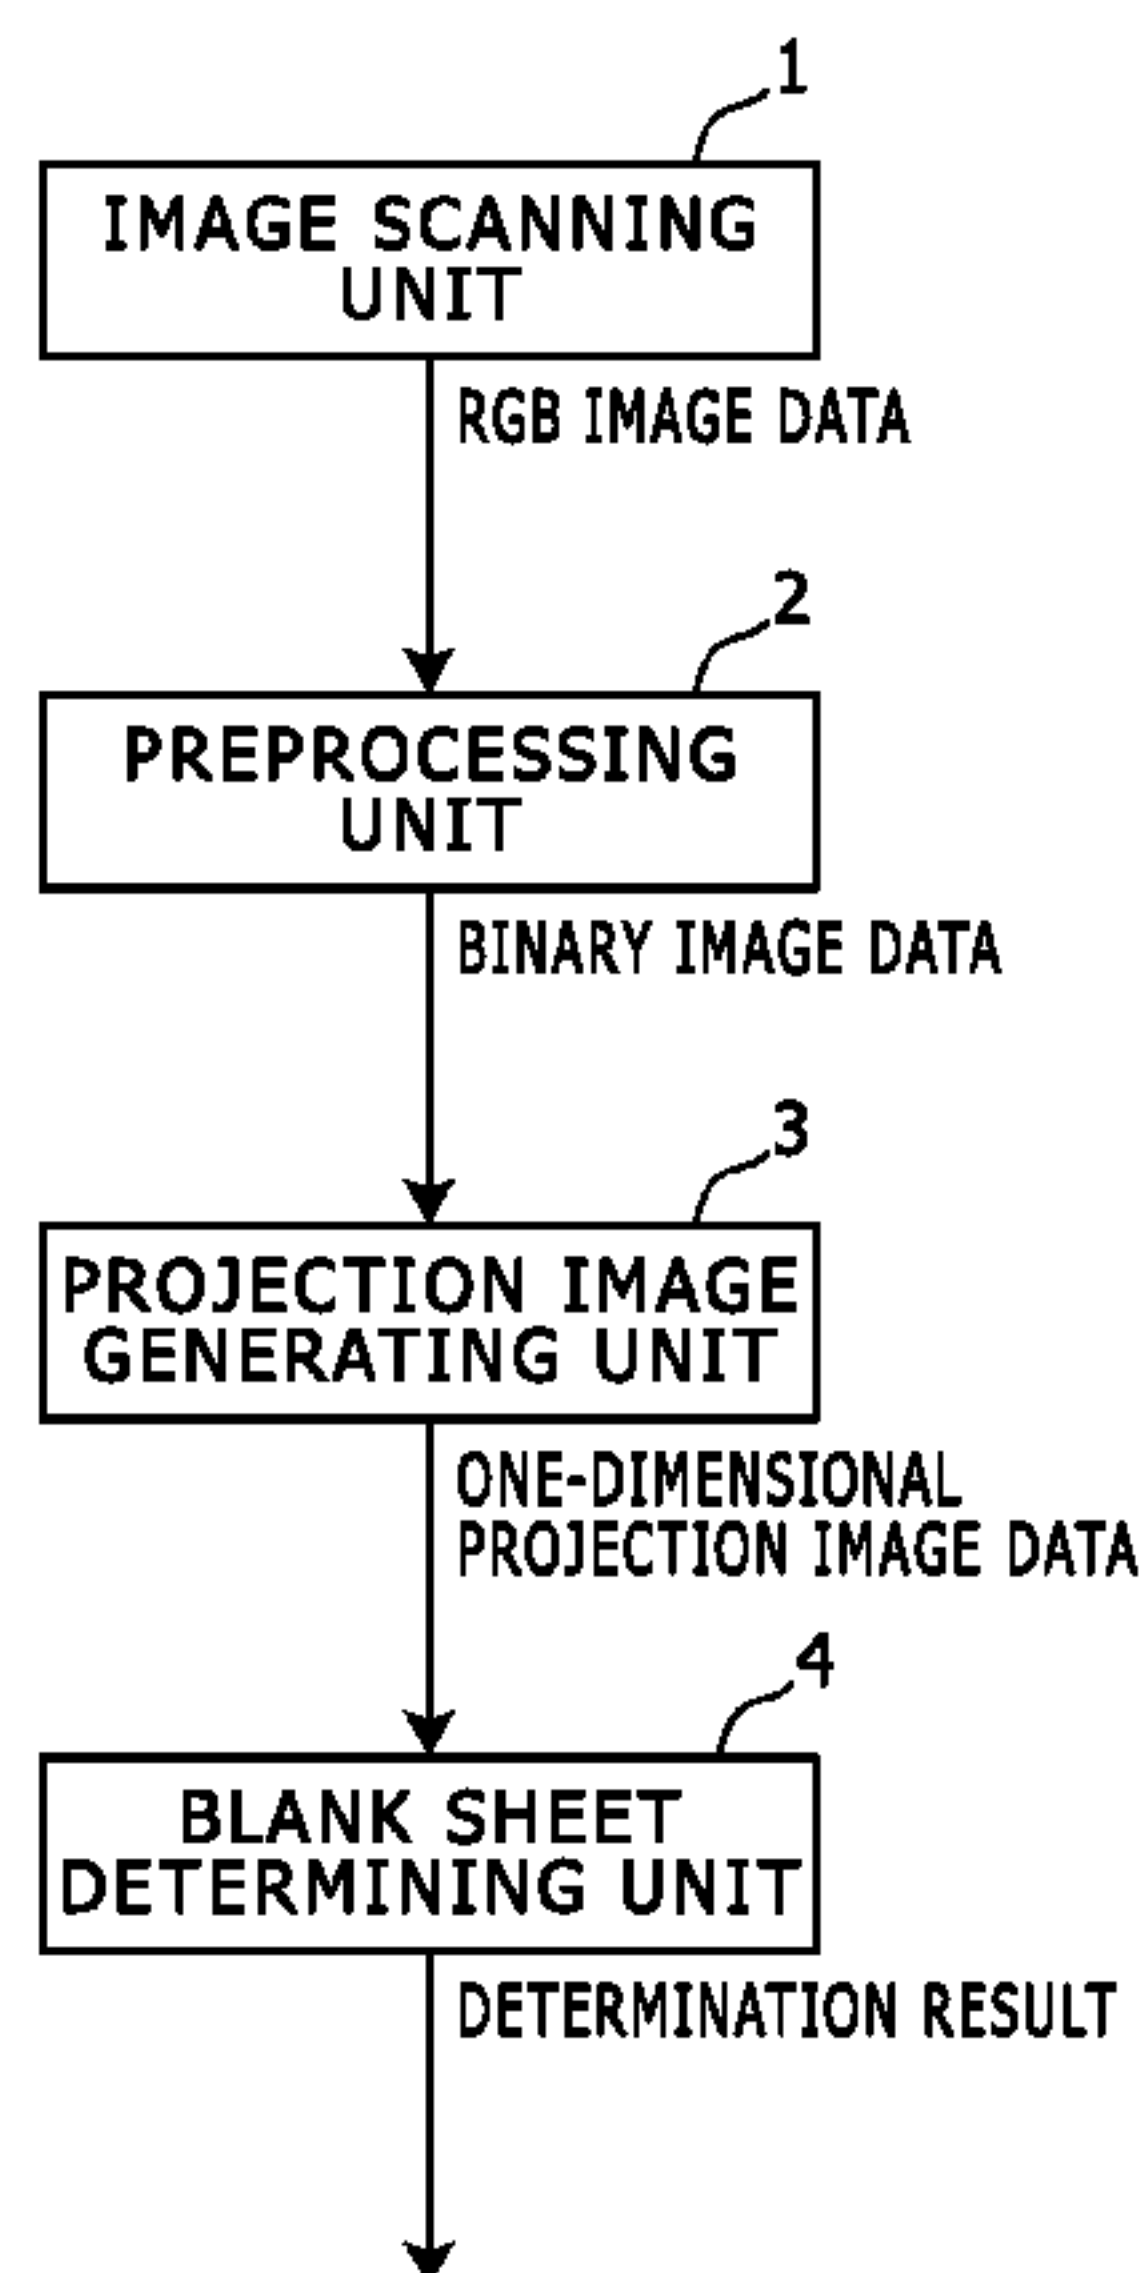 1
IMAGE SCANNING
UNIT
RGB IMAGE DATA
2
PREPROCESSING
UNIT
BINARY IMAGE DATA
3
PROJECTION IMAGE
GENERATING UNIT
ONE-DIMENSIONAL
PROJECTION IMAGE DATA
4
BLANK SHEET
DETERMINING UNIT
DETERMINATION RESULT